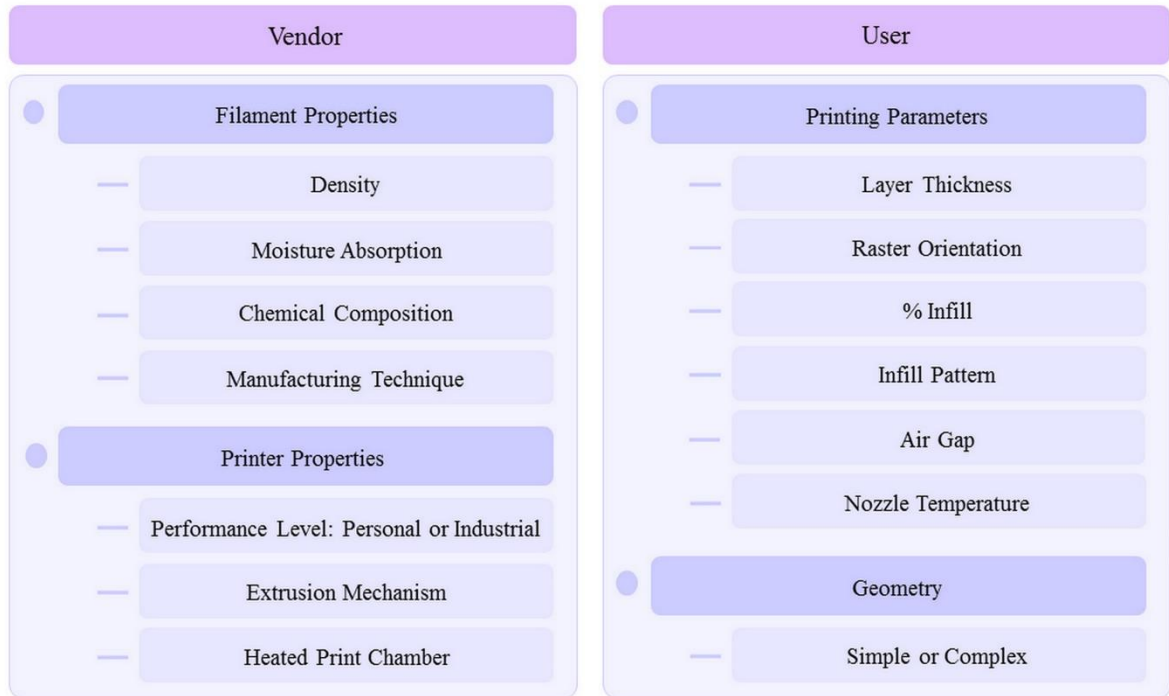 Vendor
Filament Properties
Density
Moisture Absorption
Chemical Composition
Manufacturing Technique
Printer Properties
Performance Level: Personal or Industrial
Extrusion Mechanism
Heated Print Chamber
User
Printing Parameters
Layer Thickness
Raster Orientation
% Infill
Infill Pattern
Air Gap
Nozzle Temperature
Geometry
Simple or Complex